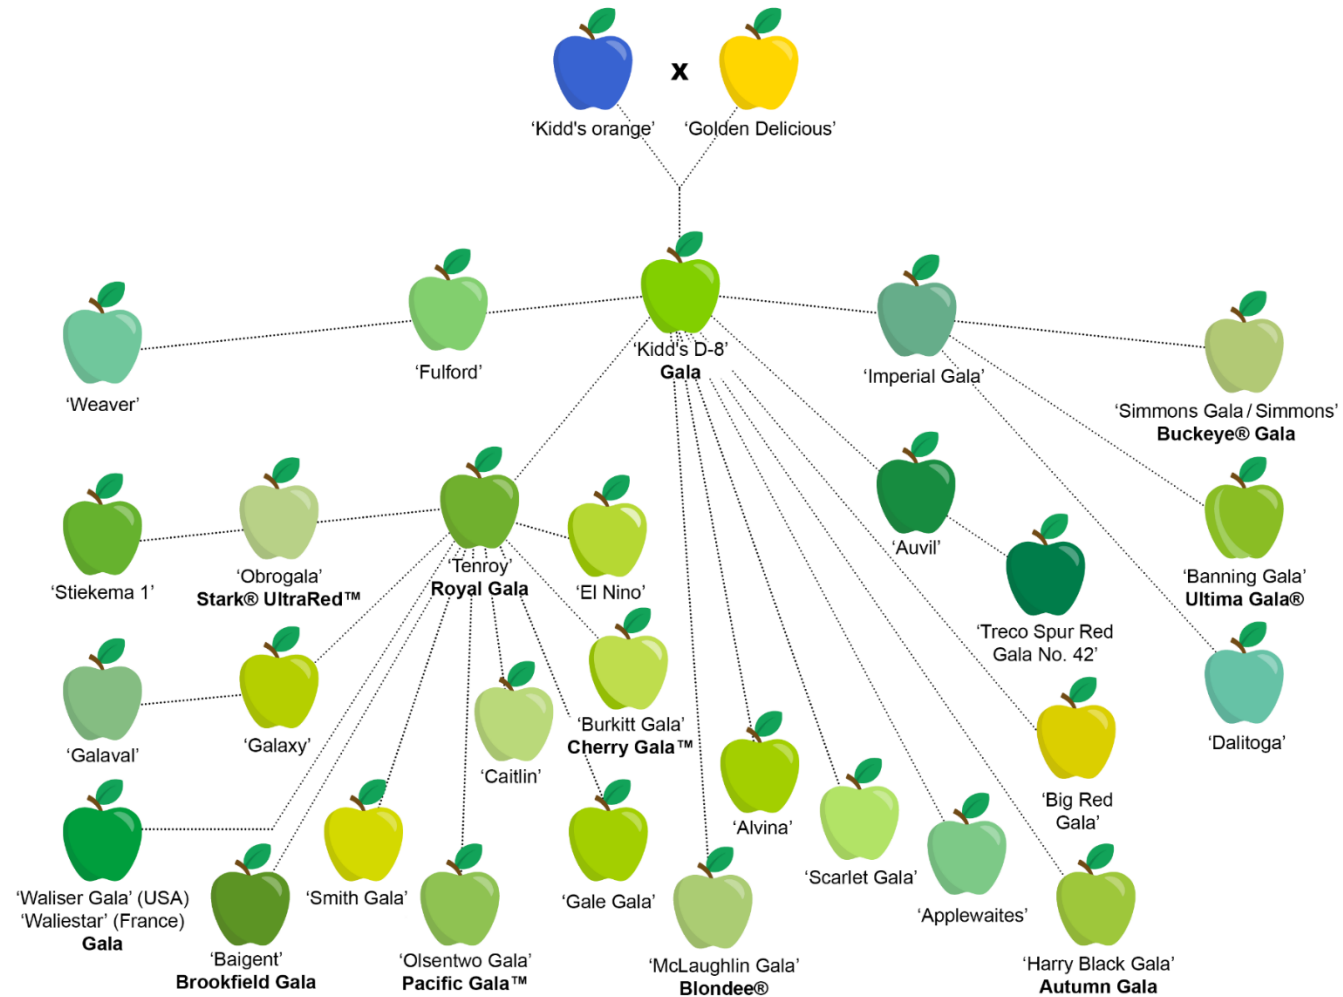 x
‘Kidd's orange’
‘Golden Delicious’
‘Kidd's D-8’
Gala
‘Fulford’
‘Imperial Gala’
‘Weaver’
‘Simmons Gala / Simmons’
Buckeye® Gala
‘Stiekema 1’
‘Obrogala’
Stark® UltraRed™
‘Tenroy’
Royal Gala
‘El Nino’
‘Auvil’
‘Banning Gala’
Ultima Gala®
‘Treco Spur Red
Gala No. 42’
‘Galaval’
‘Galaxy’
‘Caitlin’
‘Burkitt Gala’
Cherry Gala™
‘Dalitoga’
‘Big Red
Gala’
‘Alvina’
‘Scarlet Gala’
‘Applewaites’
‘Waliser Gala’ (USA)
‘Waliestar’ (France)
Gala
‘Baigent’
Brookfield Gala
‘Smith Gala’
‘Olsentwo Gala’
Pacific Gala™
‘Gale Gala’
‘McLaughlin Gala’
Blondee®
‘Harry Black Gala’
Autumn Gala